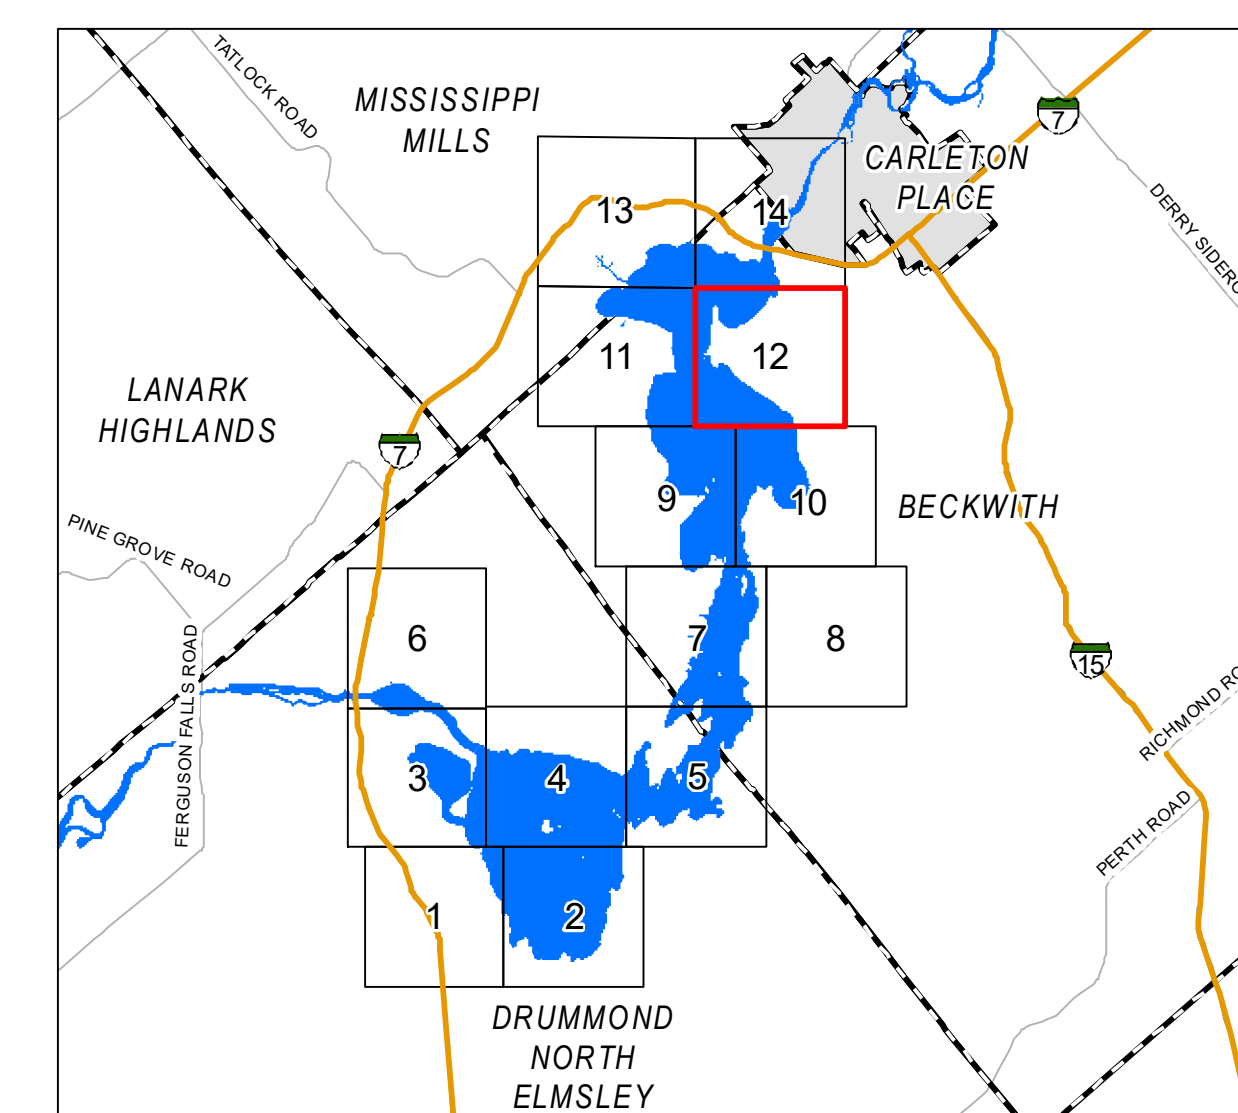 TATLOCK ROAD
MISSISSIPPI
MILLS
7
CARLETON
PLACE
DERRY
13
14
11
12
LANARK
HIGHLANDS
7
9
10
BECKWITH
PINE GROVE ROAD
6
7
8
15
FERGUSON FALLS ROAD
RICHMOND
3
4
5
PERTH ROAD
1
2
DRUMMOND
NORTH
ELMSLEY